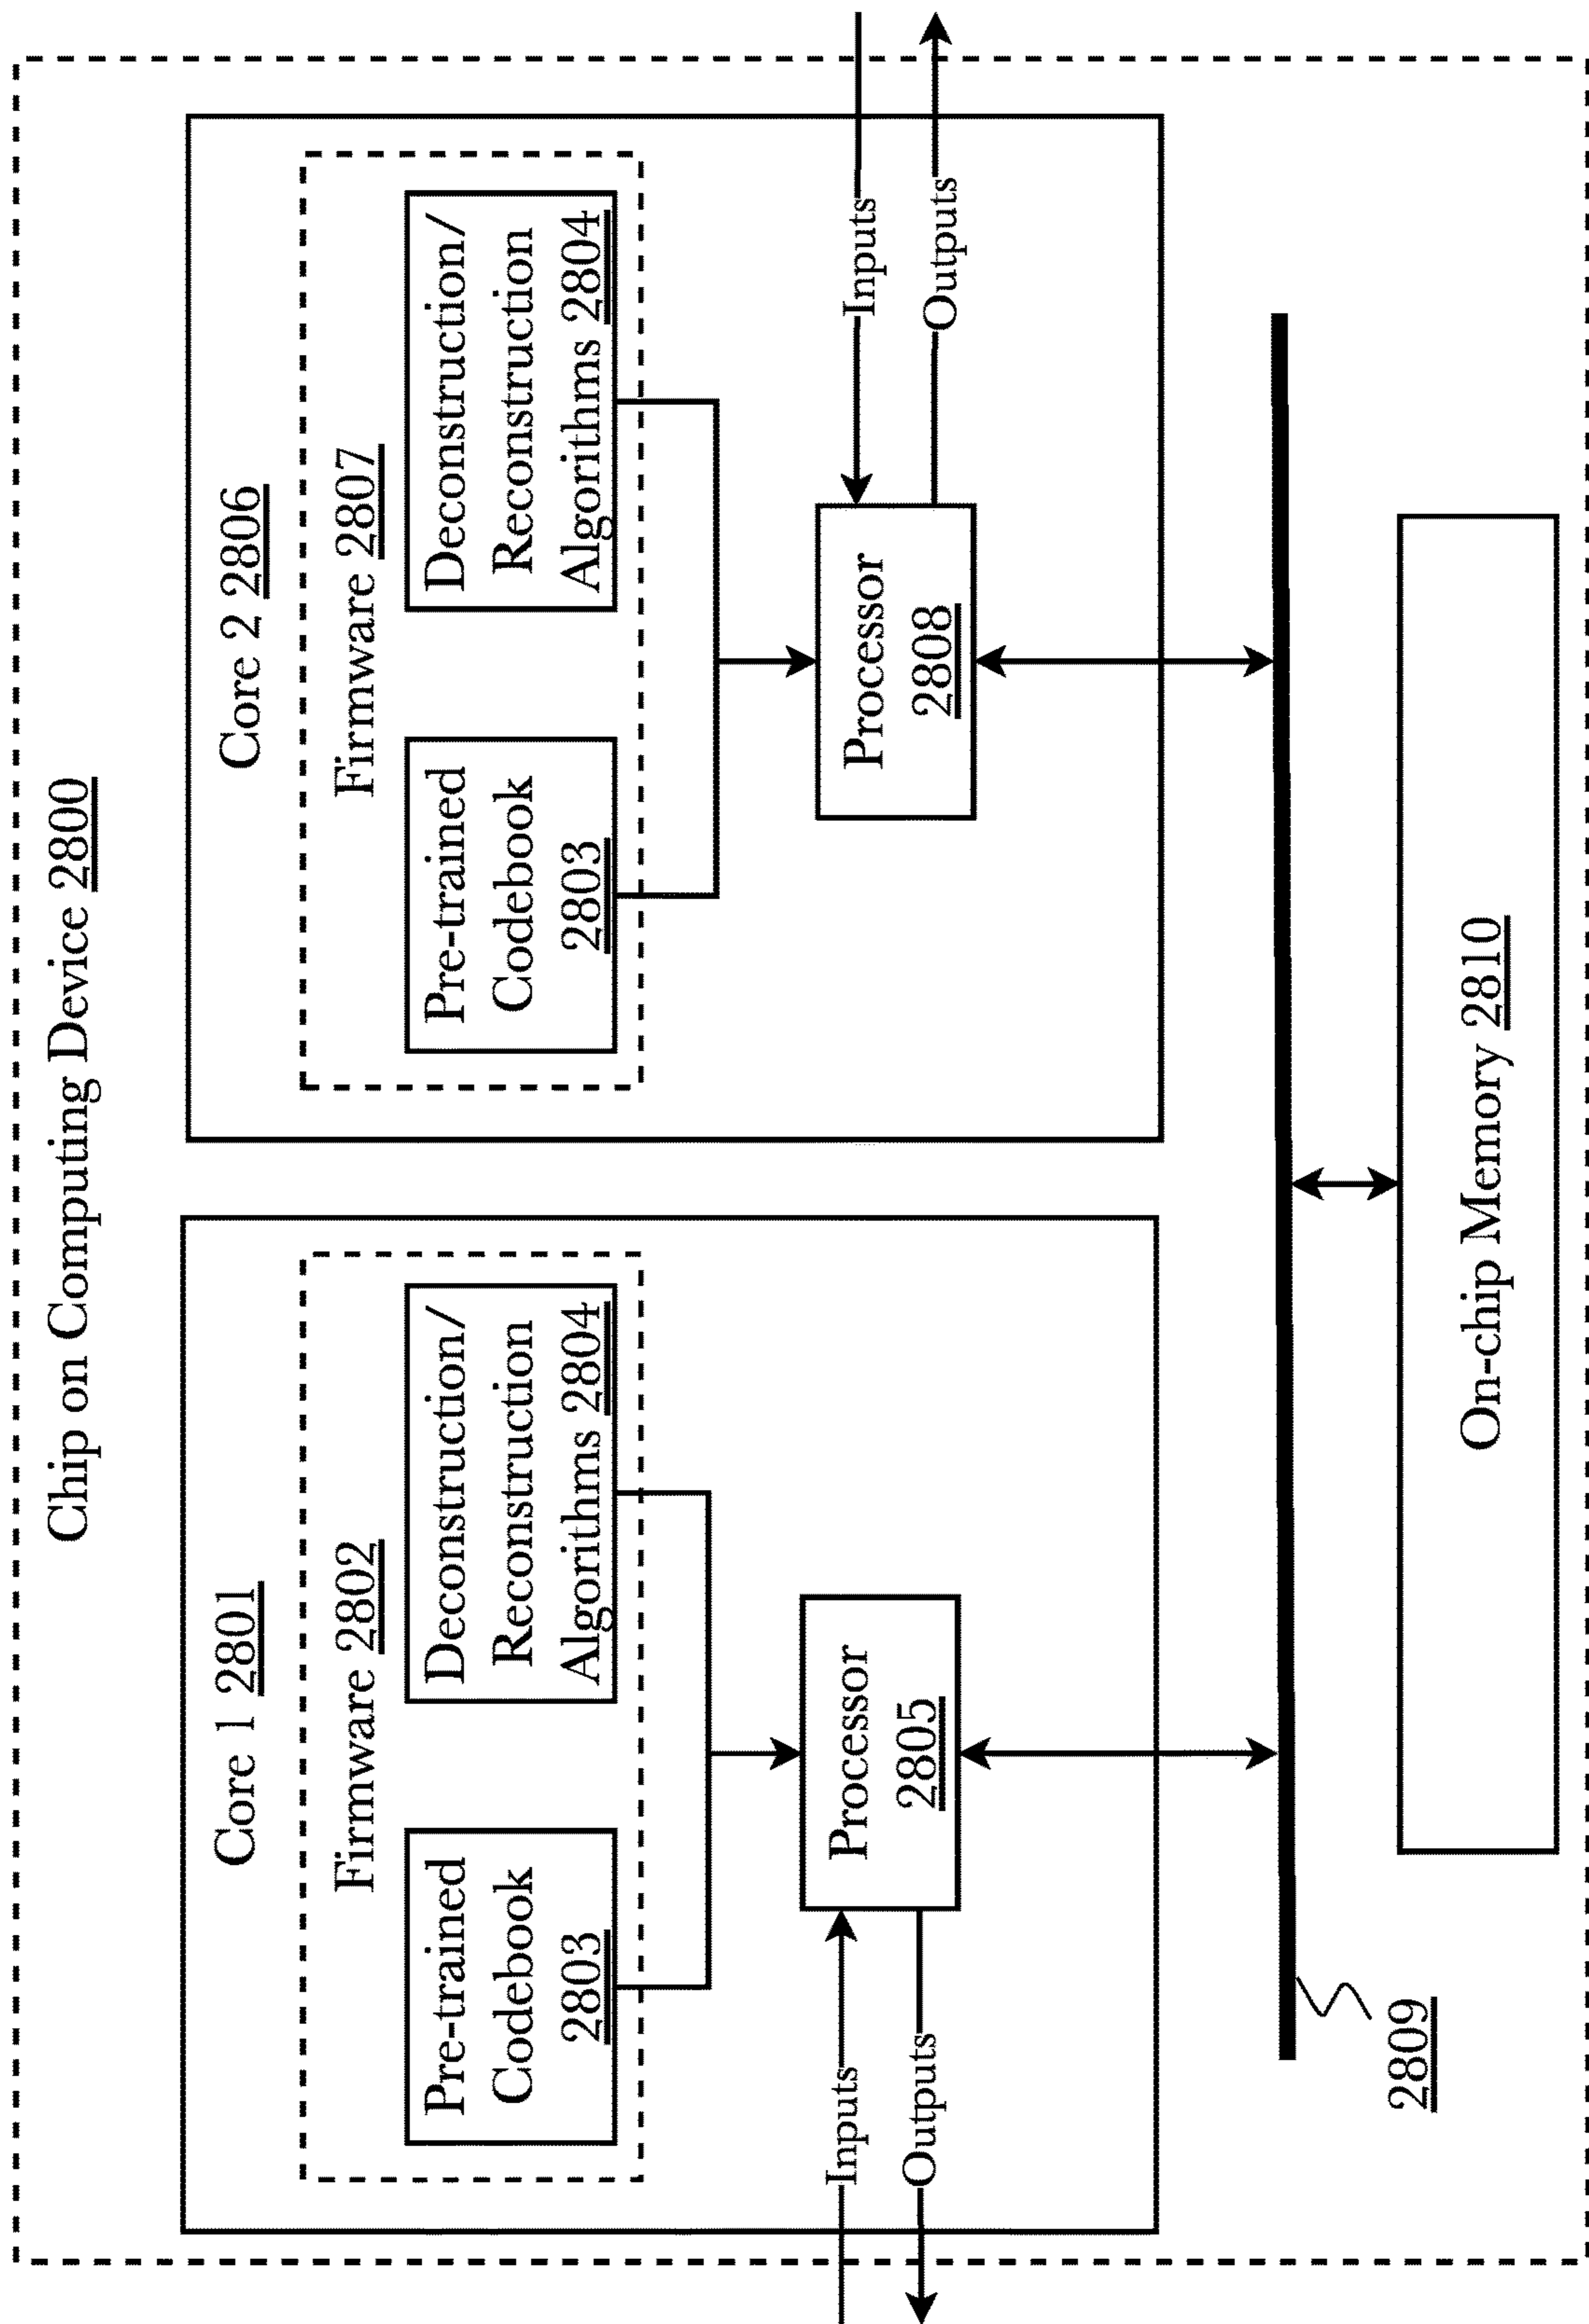 Chip on Computing Device 2800
Core 1 2801
Firmware 2802
Pre-trained
Codebook
2803
Deconstruction/
Reconstruction
Algorithms 2804
Processor
2805
Inputs
Outputs
Core 2 2806
Firmware 2807
Pre-trained
Codebook
2803
Deconstruction/
Reconstruction
Algorithms 2804
Processor
2808
Inputs
Outputs
2809
On-chip Memory 2810